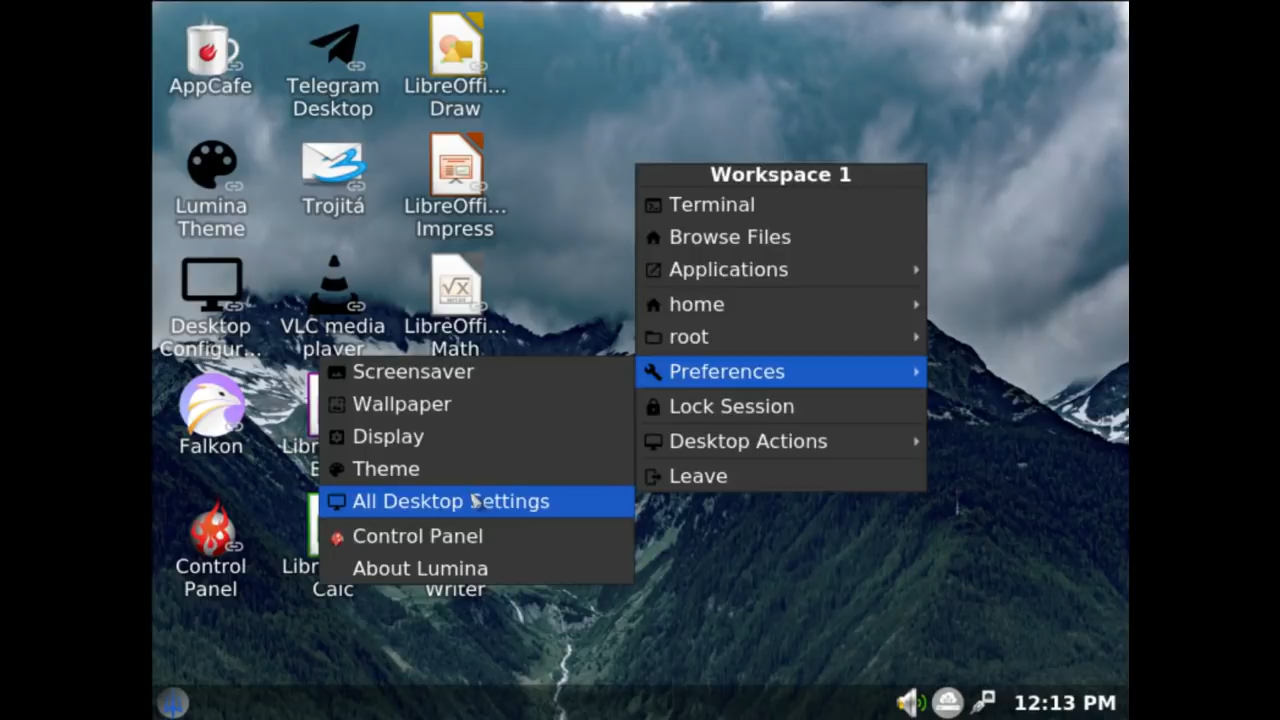 AppCafe
Telegram
Desktop
LibreOffi...
Draw
Lumina
Theme
Trojitá
LibreOffi...
Impress
Desktop
Configur...
VLC media
player
LibreOffi...
Math
Falkon
Lib
Control
Panel
Lib
Calc
Writer
Workspace 1
Terminal
Browse Files
Applications
home
root
Preferences
Lock Session
Desktop Actions
Leave
Screensaver
Wallpaper
Display
Theme
All Desktop Settings
Control Panel
About Lumina
12:13 PM